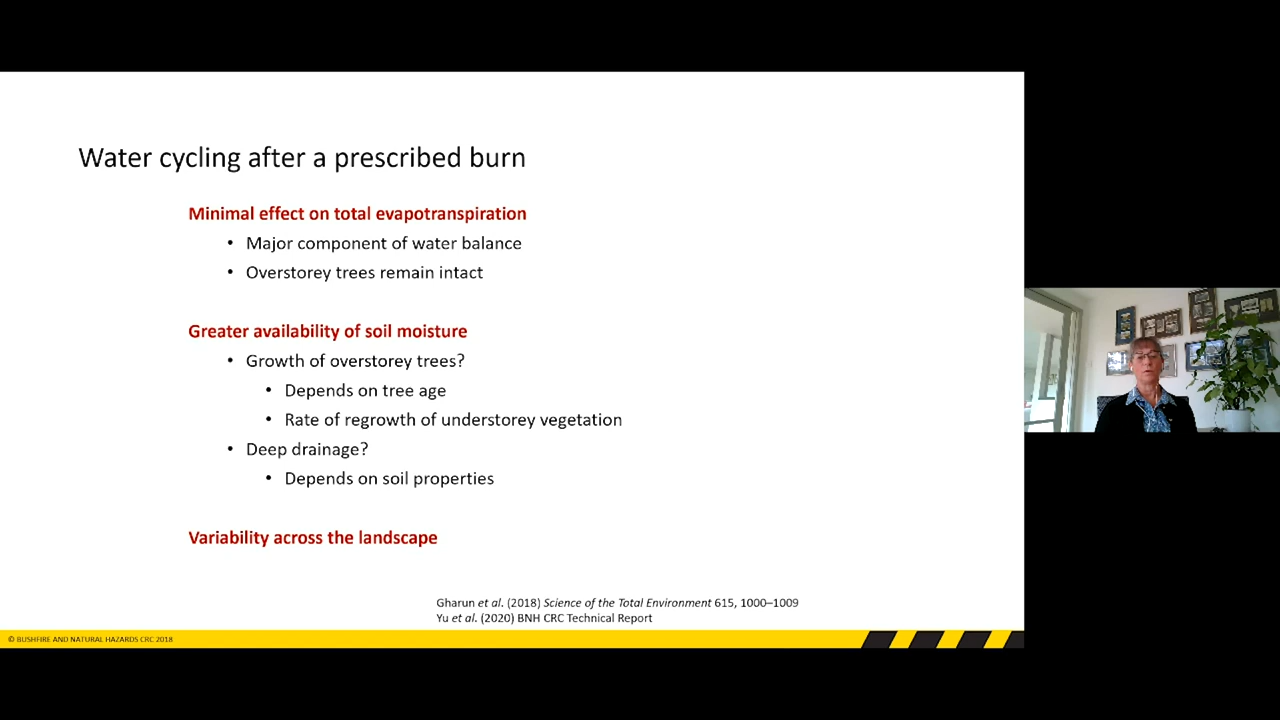 Water cycling after a prescribed burn
Minimal effect on total evapotranspiration
• Major component of water balance
• Overstorey trees remain intact
Greater availability of soil moisture
• Growth of overstorey trees?
• Depends on tree age
• Rate of regrowth of understorey vegetation
• Deep drainage?
• Depends on soil properties
Variability across the landscape
Gharun et al. (2018) Science of the Total Environment 615, 1000–1009
Yu et al. (2020) BNH CRC Technical Report
© BUSHFIRE AND NATURAL HAZARDS CRC 2018